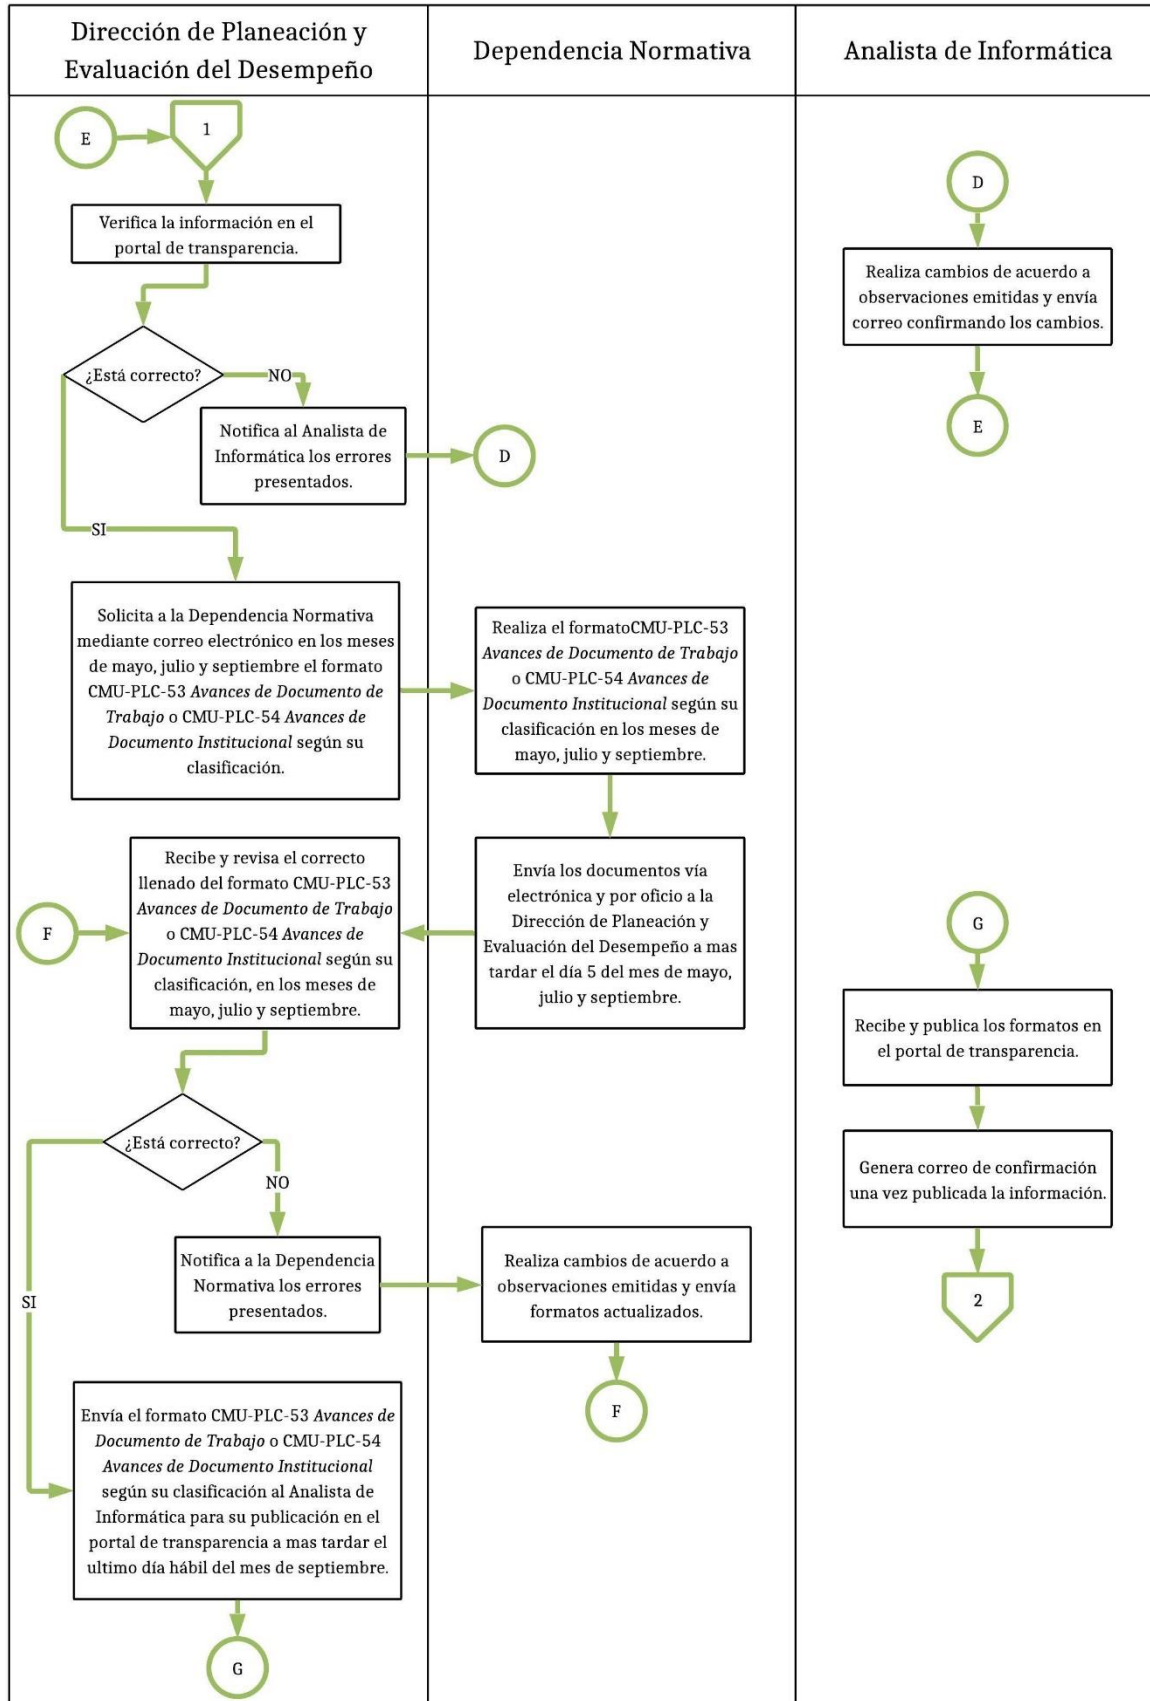 Dirección de Planeación y
Evaluación del Desempeño
Dependencia Normativa
Analista de Informática
E
1
Verifica la información en el
portal de transparencia.
¿Está correcto?
NO
Notifica al Analista de
Informática los errores
presentados.
D
SI
D
Realiza cambios de acuerdo a
observaciones emitidas y envía
correo confirmando los cambios.
E
Solicita a la Dependencia Normativa
mediante correo electrónico en los meses
de mayo, julio y septiembre el formato
CMU-PLC-53 Avances de Documento de
Trabajo o CMU-PLC-54 Avances de
Documento Institucional según su
clasificación.
Realiza el formatoCMU-PLC-53
Avances de Documento de Trabajo
o CMU-PLC-54 Avances de
Documento Institucional según su
clasificación en los meses de
mayo, julio y septiembre.
Envía los documentos vía
electrónica y por oficio a la
Dirección de Planeación y
Evaluación del Desempeño a mas
tardar el día 5 del mes de mayo,
julio y septiembre.
F
Recibe y revisa el correcto
llenado del formato CMU-PLC-53
Avances de Documento de Trabajo
o CMU-PLC-54 Avances de
Documento Institucional según su
clasificación, en los meses de
mayo, julio y septiembre.
¿Está correcto?
NO
Notifica a la Dependencia
Normativa los errores
presentados.
Realiza cambios de acuerdo a
observaciones emitidas y envía
formatos actualizados.
F
SI
Envía el formato CMU-PLC-53 Avances de
Documento de Trabajo o CMU-PLC-54
Avances de Documento Institucional
según su clasificación al Analista de
Informática para su publicación en el
portal de transparencia a mas tardar el
ultimo día hábil del mes de septiembre.
G
G
Recibe y publica los formatos en
el portal de transparencia.
Genera correo de confirmación
una vez publicada la información.
2